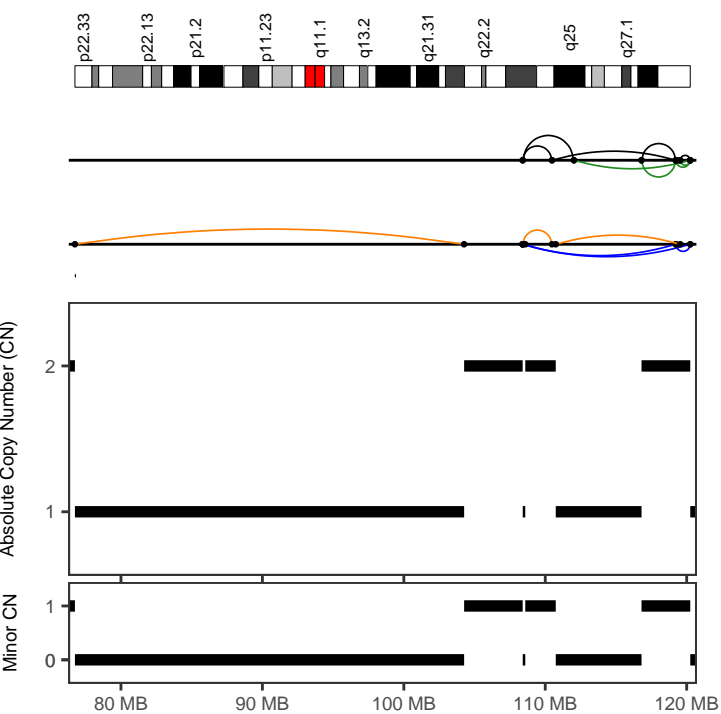 p22.33 p22.13 p21.2 p11.23 q11.1 q13.2 q21.31 q22.2 q25 q27.1
Absolute Copy Number (CN)
2
1
Minor CN
1
0
80 MB 90 MB 100 MB 110 MB 120 MB